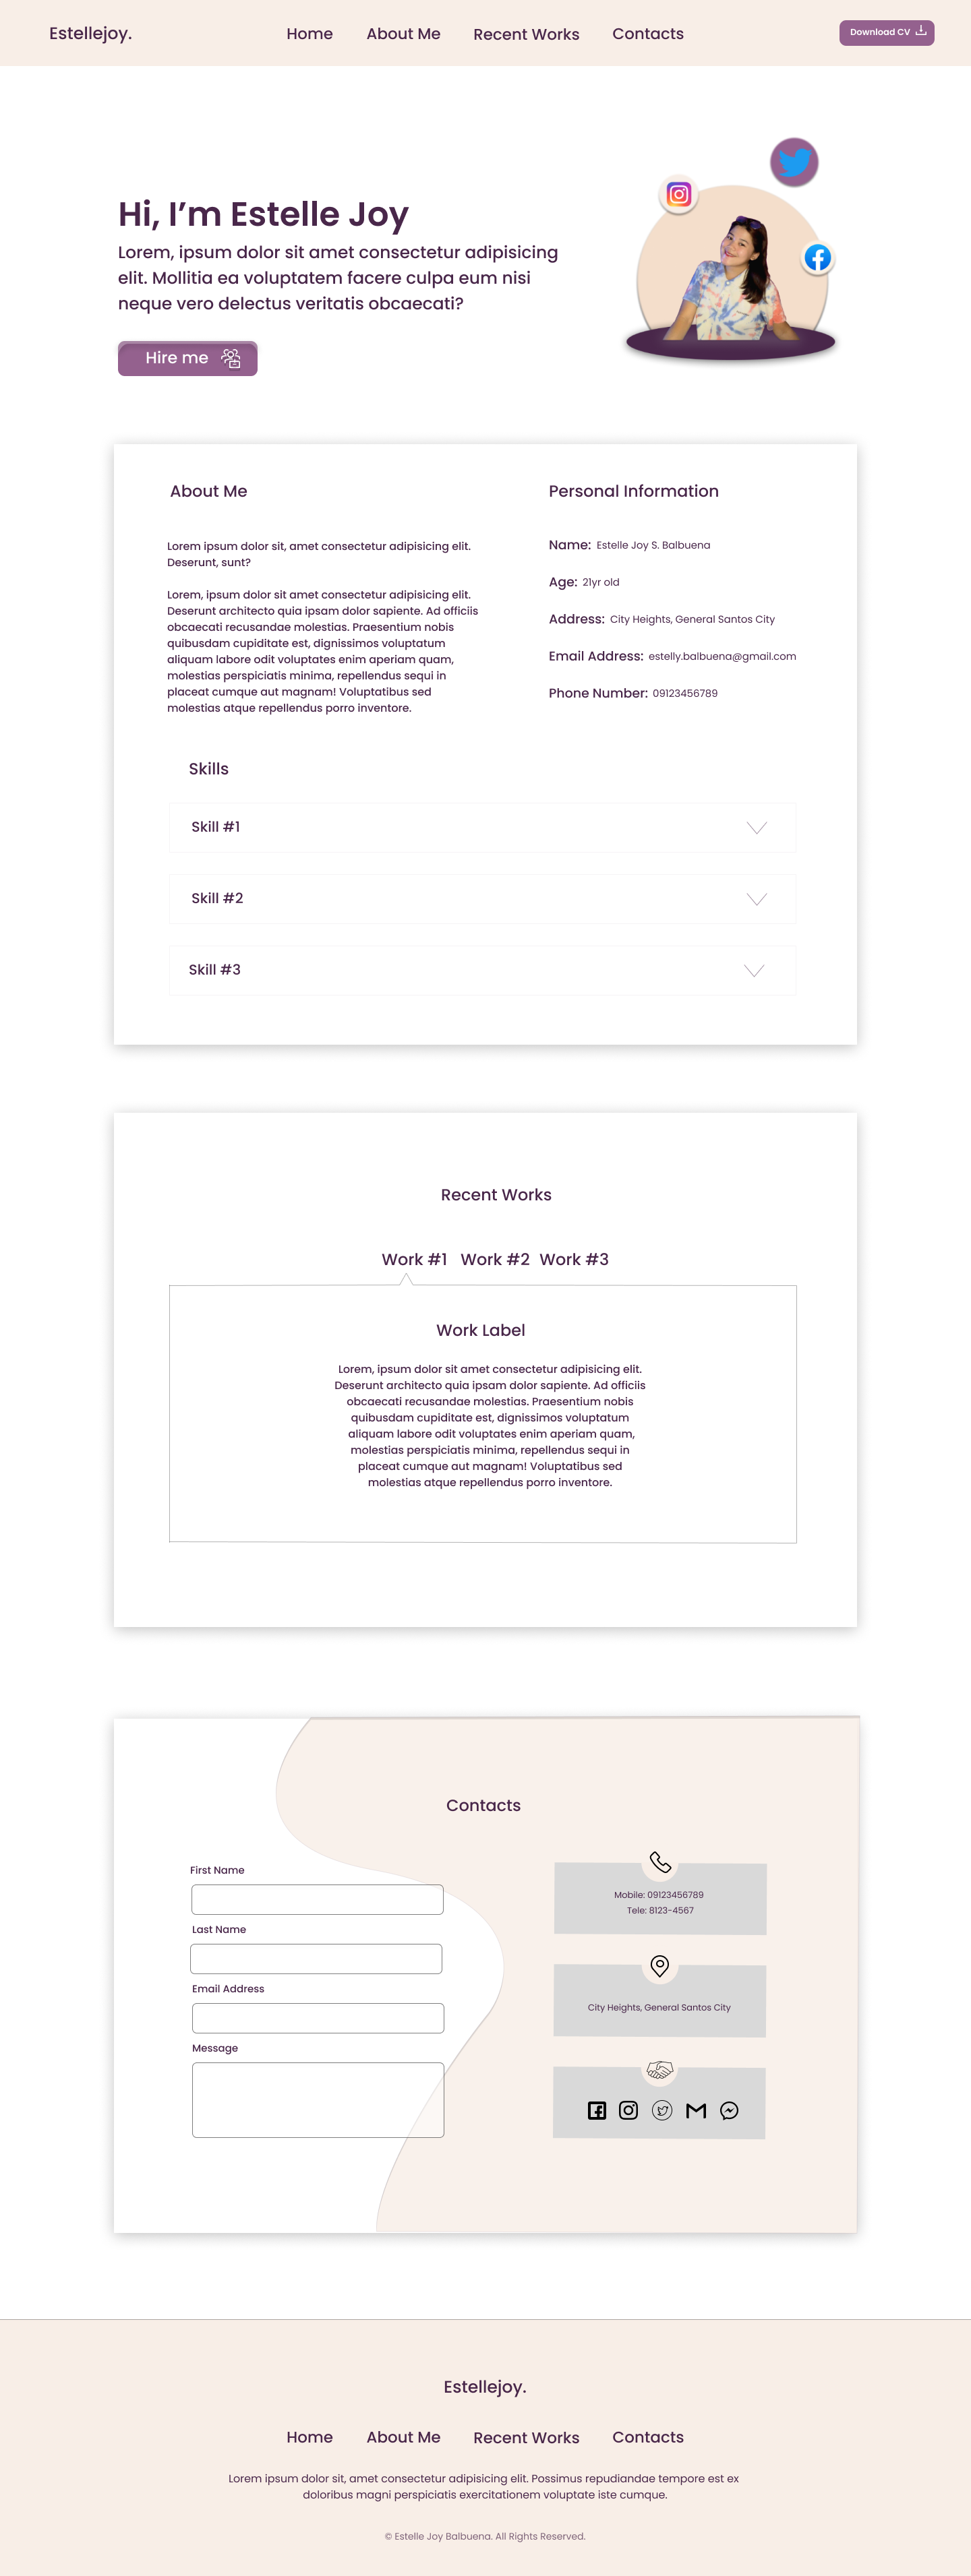 Estellejoy.
Home
About Me
Recent Works
Contacts
Download CV
Hi, I’m Estelle Joy
Lorem, ipsum dolor sit amet consectetur adipisicing
elit. Mollitia ea voluptatem facere culpa eum nisi
neque vero delectus veritatis obcaecati?
Hire me
About Me
Lorem ipsum dolor sit, amet consectetur adipisicing elit.
Deserunt, sunt?
Lorem, ipsum dolor sit amet consectetur adipisicing elit.
Deserunt architecto quia ipsam dolor sapiente. Ad officiis
obcaecati recusandae molestias. Praesentium nobis
quibusdam cupiditate est, dignissimos voluptatum
aliquam labore odit voluptates enim aperiam quam,
molestias perspiciatis minima, repellendus sequi in
placeat cumque aut magnam! Voluptatibus sed
molestias atque repellendus porro inventore.
Personal Information
Name: Estelle Joy S. Balbuena
Age: 21yr old
Address: City Heights, General Santos City
Email Address: estelly.balbuena@gmail.com
Phone Number: 09123456789
Skills
Skill #1
Skill #2
Skill #3
Recent Works
Work #1
Work #2
Work #3
Work Label
Lorem, ipsum dolor sit amet consectetur adipisicing elit.
Deserunt architecto quia ipsam dolor sapiente. Ad officiis
obcaecati recusandae molestias. Praesentium nobis
quibusdam cupiditate est, dignissimos voluptatum
aliquam labore odit voluptates enim aperiam quam,
molestias perspiciatis minima, repellendus sequi in
placeat cumque aut magnam! Voluptatibus sed
molestias atque repellendus porro inventore.
Contacts
First Name
Last Name
Email Address
Message
Mobile: 09123456789
Tele: 8123-4567
City Heights, General Santos City
Estellejoy.
Home
About Me
Recent Works
Contacts
Lorem ipsum dolor sit, amet consectetur adipisicing elit. Possimus repudiandae tempore est ex
doloribus magni perspiciatis exercitationem voluptate iste cumque.
© Estelle Joy Balbuena. All Rights Reserved.